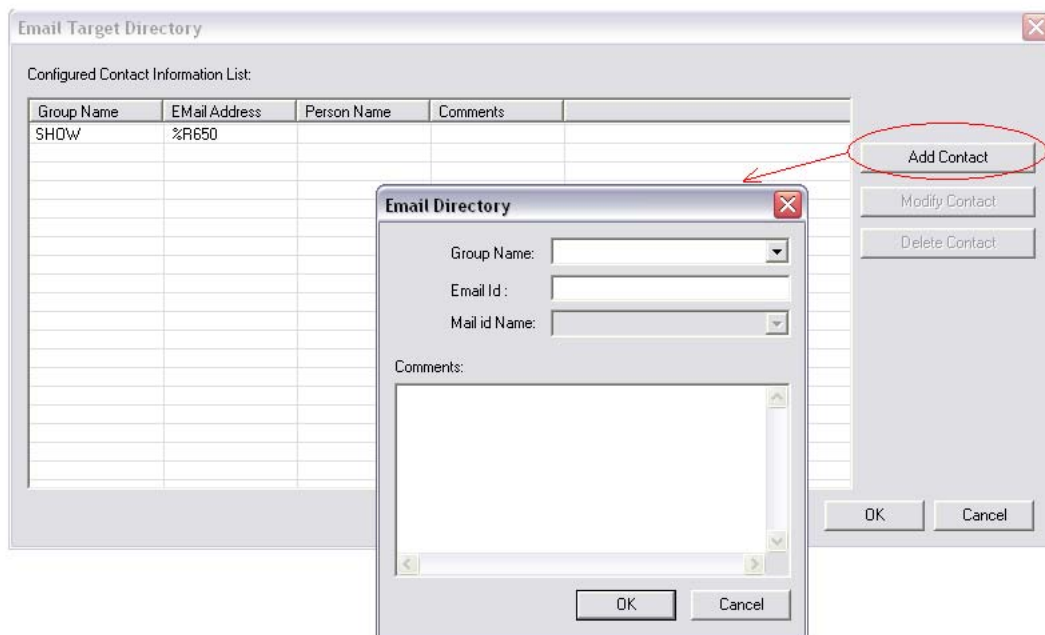 Email Target Directory
Configured Contact Information List:
Group Name EMail Address Person Name Comments
SHOW %R650
Add Contact
Modify Contact
Delete Contact
OK Cancel
Email Directory
Group Name:
Email Id :
Mail id Name:
Comments:
OK Cancel